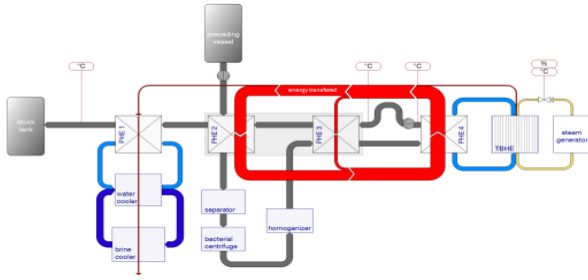 preceding
vessel
°C
°C
°C
%
°C
energy transfered
stock
tank
PHE 1
PHE 2
PHE 3
PHE 4
TBHE
steam
generator
water
cooler
separator
homogenizer
bacterial
centrifuge
brine
cooler